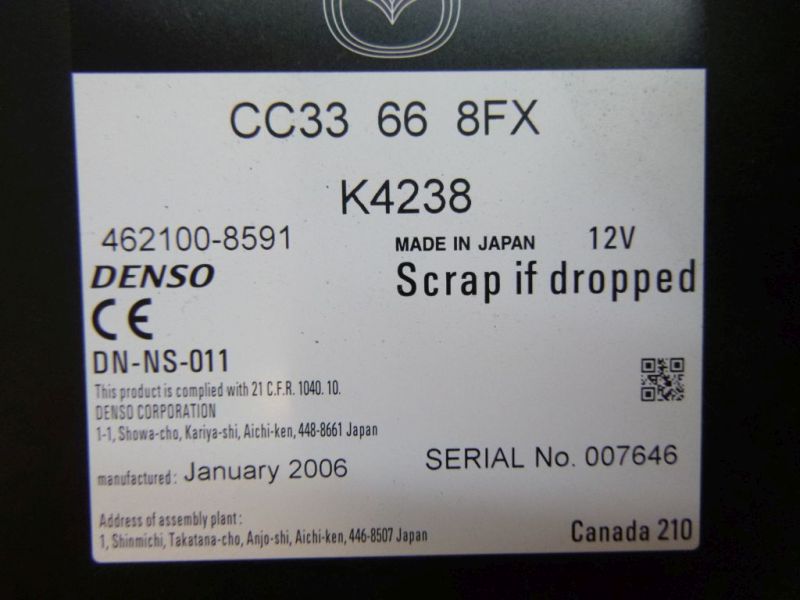 CC33 66 8FX
K4238
462100-8591 MADE IN JAPAN 12V
DENSO Scrap if dropped
CE
DN-NS-011
This product is complied with 21 C.F.R. 1040. 10.
DENSO CORPORATION
1-1, Showa-cho, Kariya-shi, Aichi-ken, 448-8661 Japan
manufactured: January 2006 SERIAL No. 007646
Address of assembly plant:
1, Shinmichi, Takatana-cho, Anjo-shi, Aichi-ken, 446-8507 Japan Canada 210